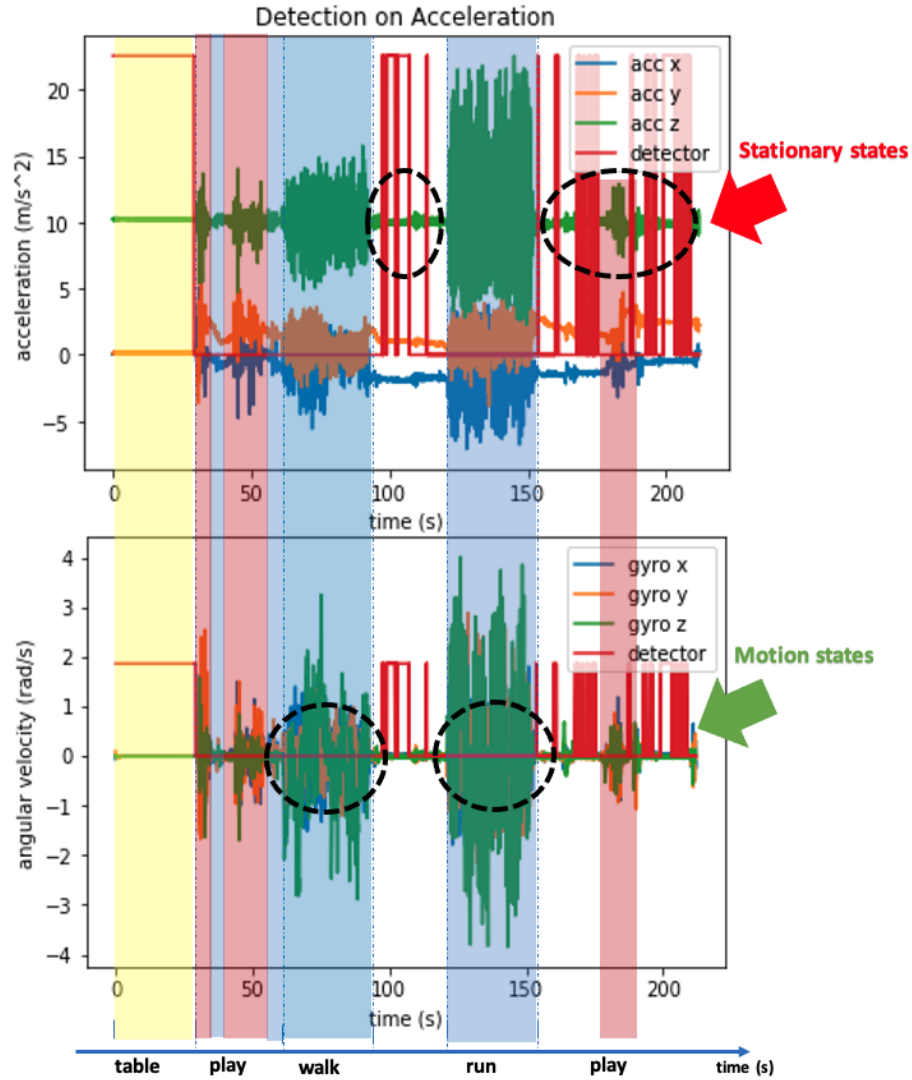 Detection on Acceleration
acceleration (m/s^2)
20
15
10
5
0
−5
acc x
acc y
acc z
detector
Stationary states
0
50
100
150
200
time (s)
angular velocity (rad/s)
4
3
2
1
0
−1
−2
−3
−4
gyro x
gyro y
gyro z
detector
Motion states
0
50
100
150
200
time (s)
table
play
walk
run
play
time (s)